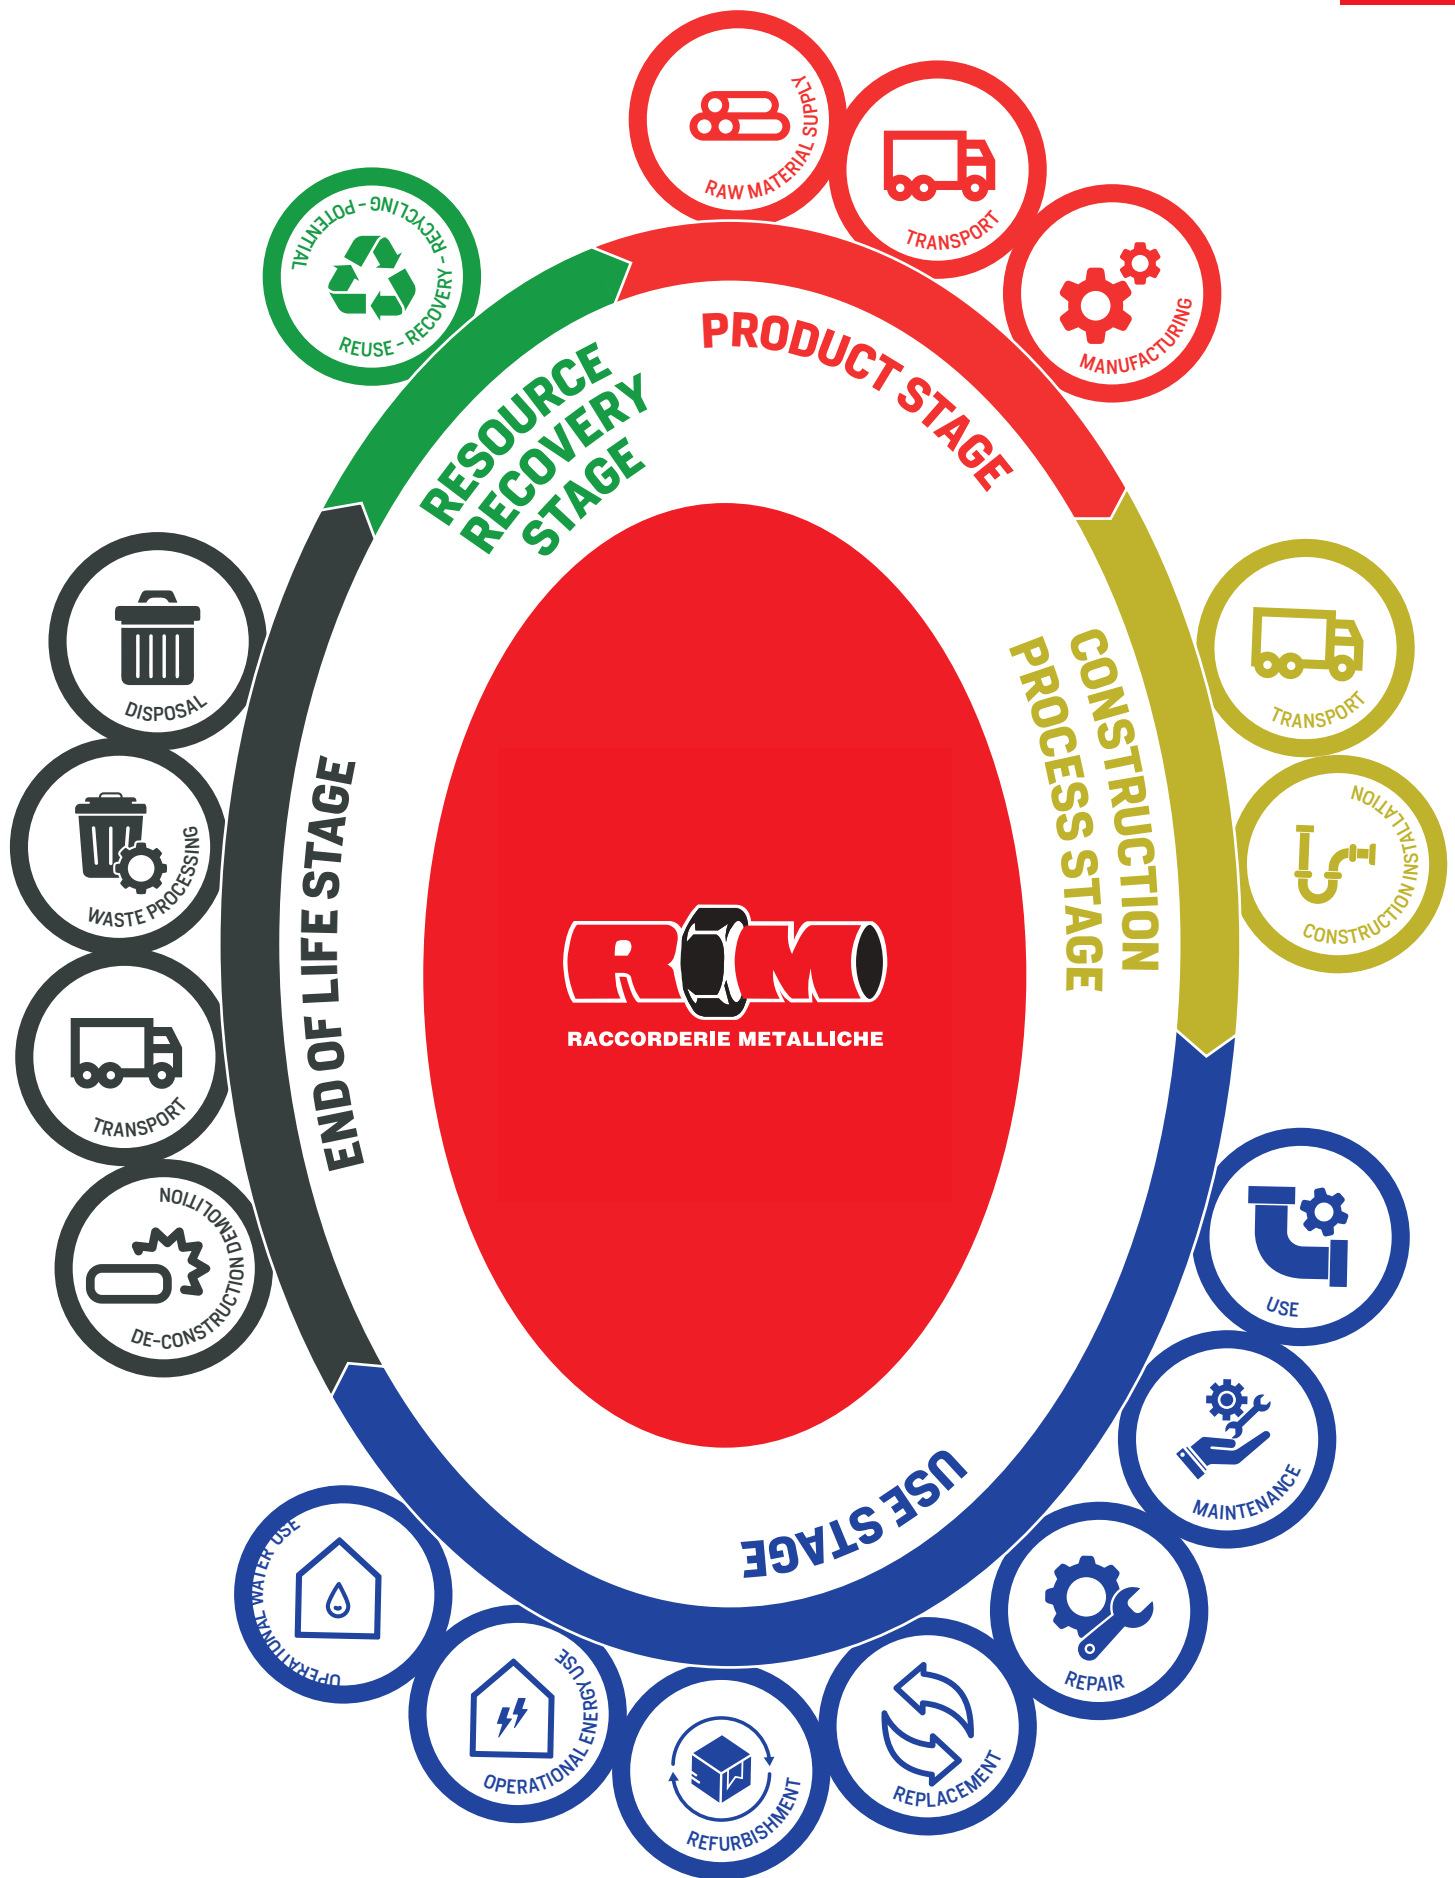 RAW MATERIAL SUPPLY
TRANSPORT
MANUFACTURING
PRODUCT STAGE
TRANSPORT
CONSTRUCTION INSTALLATION
CONSTRUCTION
PROCESS STAGE
USE
MAINTENANCE
REPAIR
REPLACEMENT
REFURBISHMENT
OPERATIONAL ENERGY USE
OPERATIONAL WATER USE
USE STAGE
DE-CONSTRUCTION DEMOLITION
TRANSPORT
WASTE PROCESSING
DISPOSAL
END OF LIFE STAGE
REUSE - RECOVERY - RECYCLING - POTENTIAL
RESOURCE
RECOVERY
STAGE
RM
RACCORDERIE METALLICHE